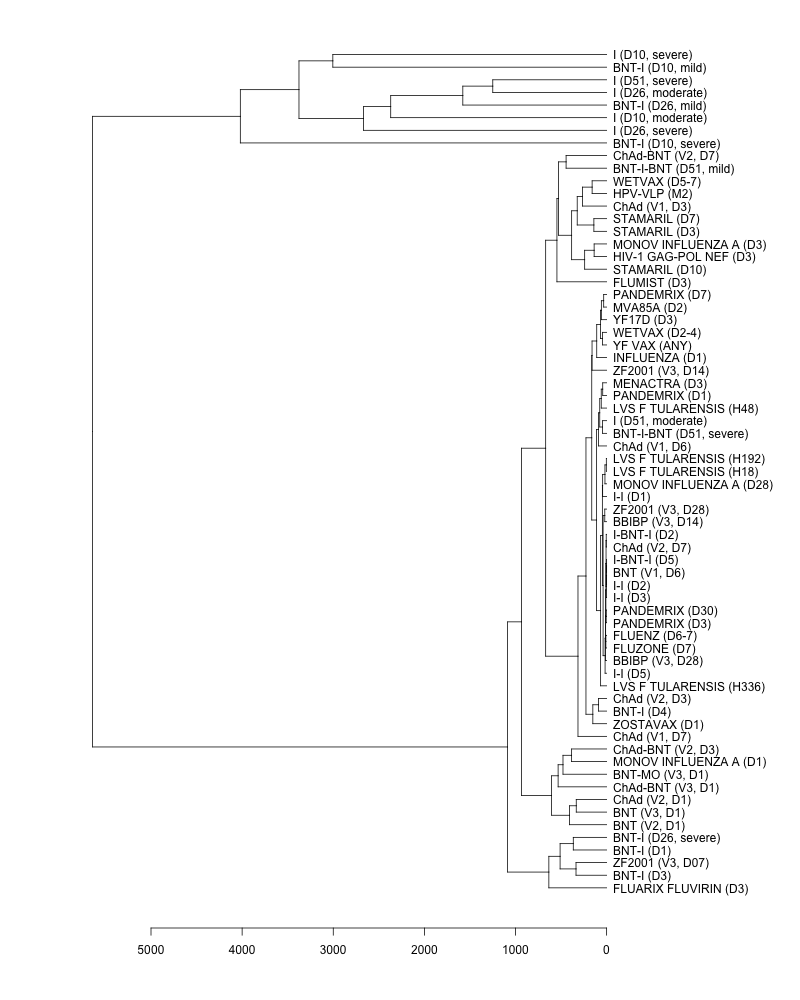 I (D10, severe)
BNT-I (D10, mild)
I (D51, severe)
I (D26, moderate)
BNT-I (D26, mild)
I (D10, moderate)
I (D26, severe)
BNT-I (D10, severe)
ChAd-BNT (V2, D7)
BNT-I-BNT (D51, mild)
WETVAX (D5-7)
HPV-VLP (M2)
ChAd (V1, D3)
STAMARIL (D7)
STAMARIL (D3)
MONOV INFLUENZA A (D3)
HIV-1 GAG-POL NEF (D3)
STAMARIL (D10)
FLUMIST (D3)
PANDEMRIX (D7)
MVA85A (D2)
YF17D (D3)
WETVAX (D2-4)
YF VAX (ANY)
INFLUENZA (D1)
ZF2001 (V3, D14)
MENACTRA (D3)
PANDEMRIX (D1)
LVS F TULARENSIS (H48)
I (D51, moderate)
BNT-I-BNT (D51, severe)
ChAd (V1, D6)
LVS F TULARENSIS (H192)
LVS F TULARENSIS (H18)
MONOV INFLUENZA A (D28)
I-I (D1)
ZF2001 (V3, D28)
BBIBP (V3, D14)
I-BNT-I (D2)
ChAd (V2, D7)
I-BNT-I (D5)
BNT (V1, D6)
I-I (D2)
I-I (D3)
PANDEMRIX (D30)
PANDEMRIX (D3)
FLUENZ (D6-7)
FLUZONE (D7)
BBIBP (V3, D28)
I-I (D5)
LVS F TULARENSIS (H336)
ChAd (V2, D3)
BNT-I (D4)
ZOSTAVAX (D1)
ChAd (V1, D7)
ChAd-BNT (V2, D3)
MONOV INFLUENZA A (D1)
BNT-MO (V3, D1)
ChAd-BNT (V3, D1)
ChAd (V2, D1)
BNT (V3, D1)
BNT (V2, D1)
BNT-I (D26, severe)
BNT-I (D1)
ZF2001 (V3, D07)
BNT-I (D3)
FLUARIX FLUVIRIN (D3)
5000 4000 3000 2000 1000 0